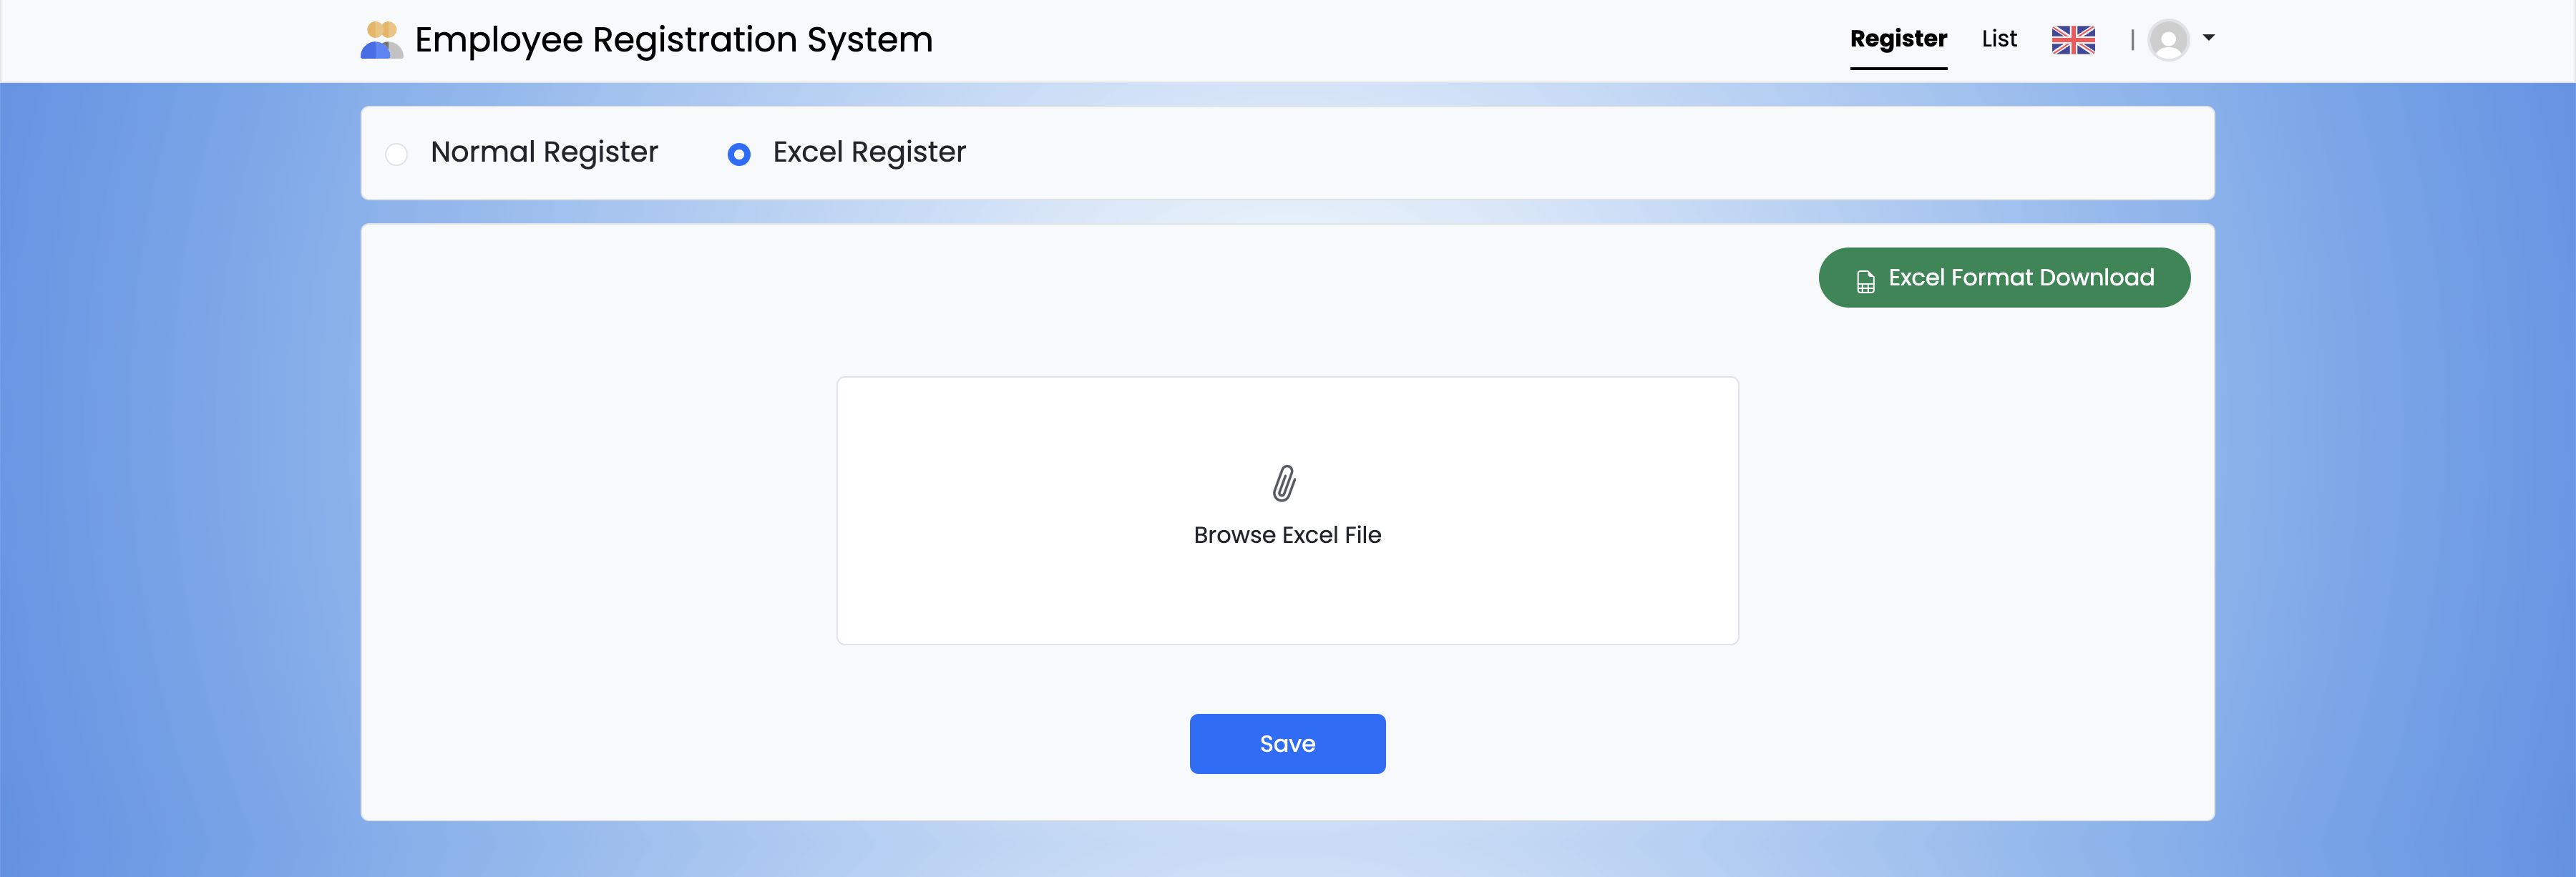 Employee Registration System
Register
List
|
Normal Register
Excel Register
Excel Format Download
Browse Excel File
Save